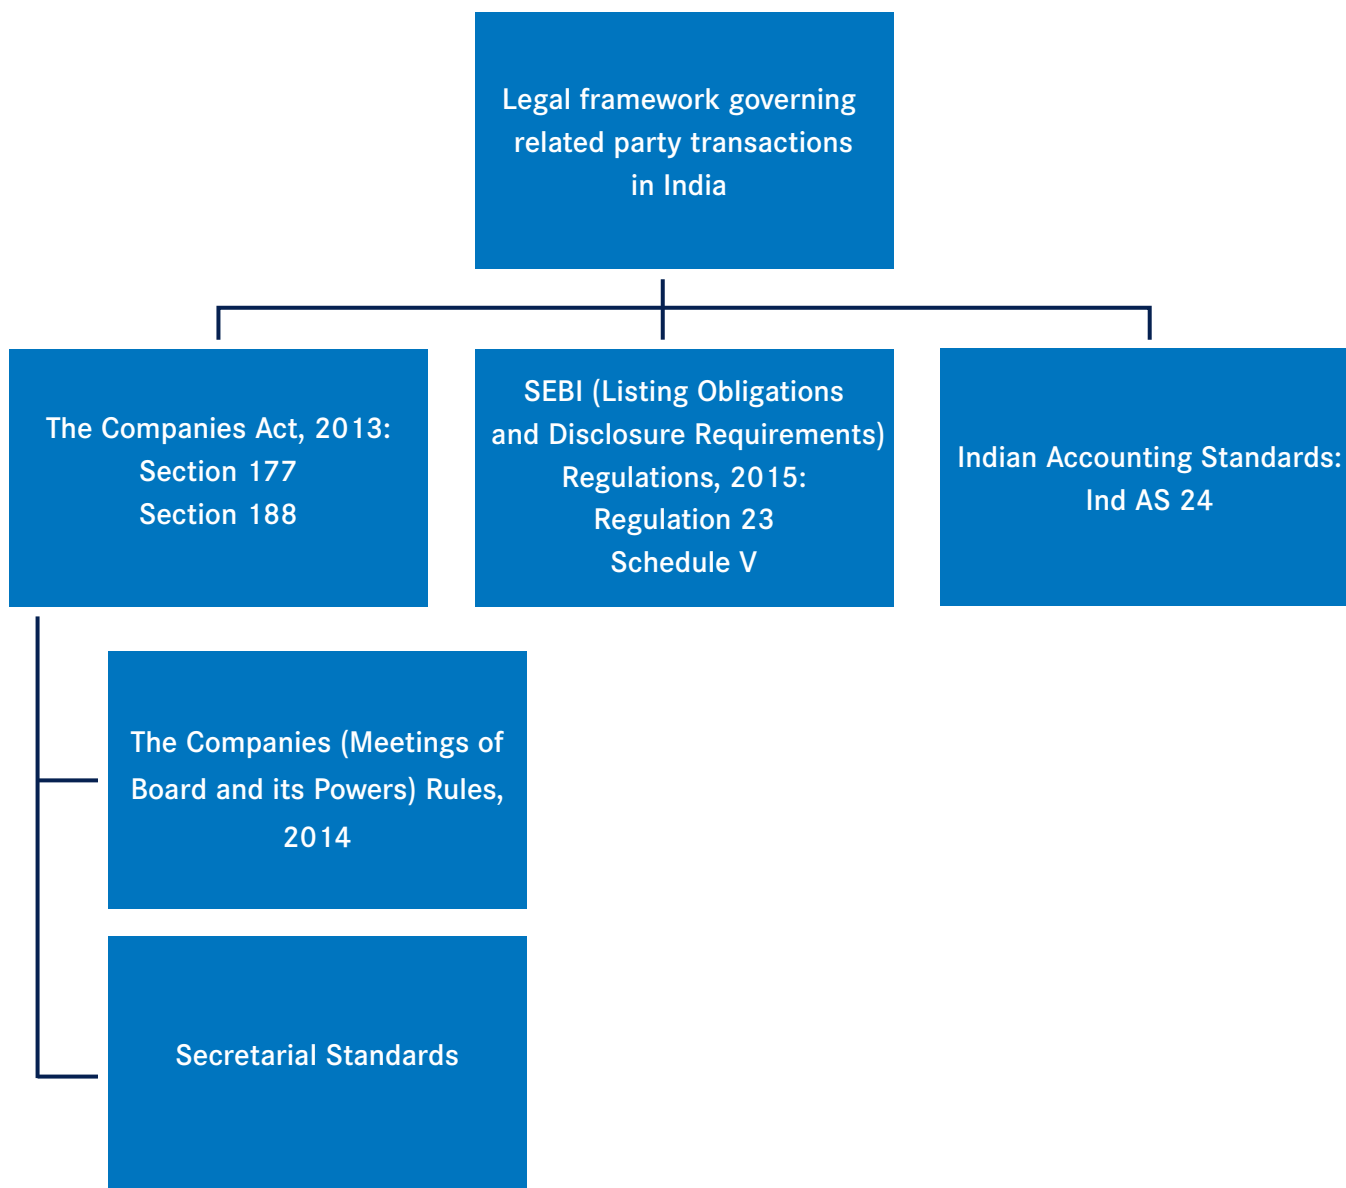 Legal framework governing
related party transactions
in India
The Companies Act, 2013:
Section 177
Section 188
SEBI (Listing Obligations
and Disclosure Requirements)
Regulations, 2015:
Regulation 23
Schedule V
Indian Accounting Standards:
Ind AS 24
The Companies (Meetings of
Board and its Powers) Rules,
2014
Secretarial Standards